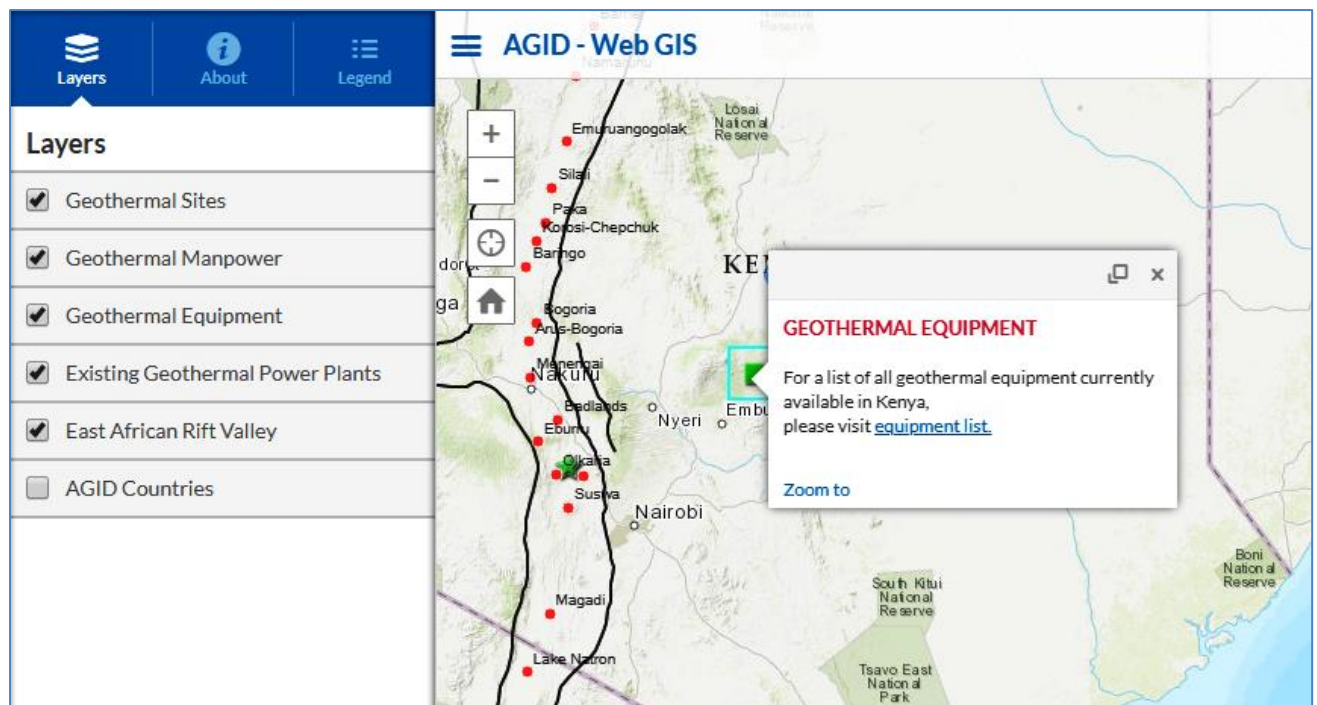 Layers
About
Legend
AGID - Web GIS
Layers
Geothermal Sites
Geothermal Manpower
Geothermal Equipment
Existing Geothermal Power Plants
East African Rift Valley
AGID Countries
+
−
Namarunu
Losai
National
Reserve
Emuruangogolak
Silali
Paka
Korosi-Chepchuk
Baringo
KE
ga
Bogoria
Arus-Bogoria
Menengai
Nakuru
Badlands
Eburru
Nyeri
Embu
Olkaria
Suswa
Nairobi
Magadi
Lake Natron
GEOTHERMAL EQUIPMENT
For a list of all geothermal equipment currently
available in Kenya,
please visit equipment list.
Zoom to
South Kitui
National
Reserve
Boni
National
Reserve
Tsavo East
National
Park